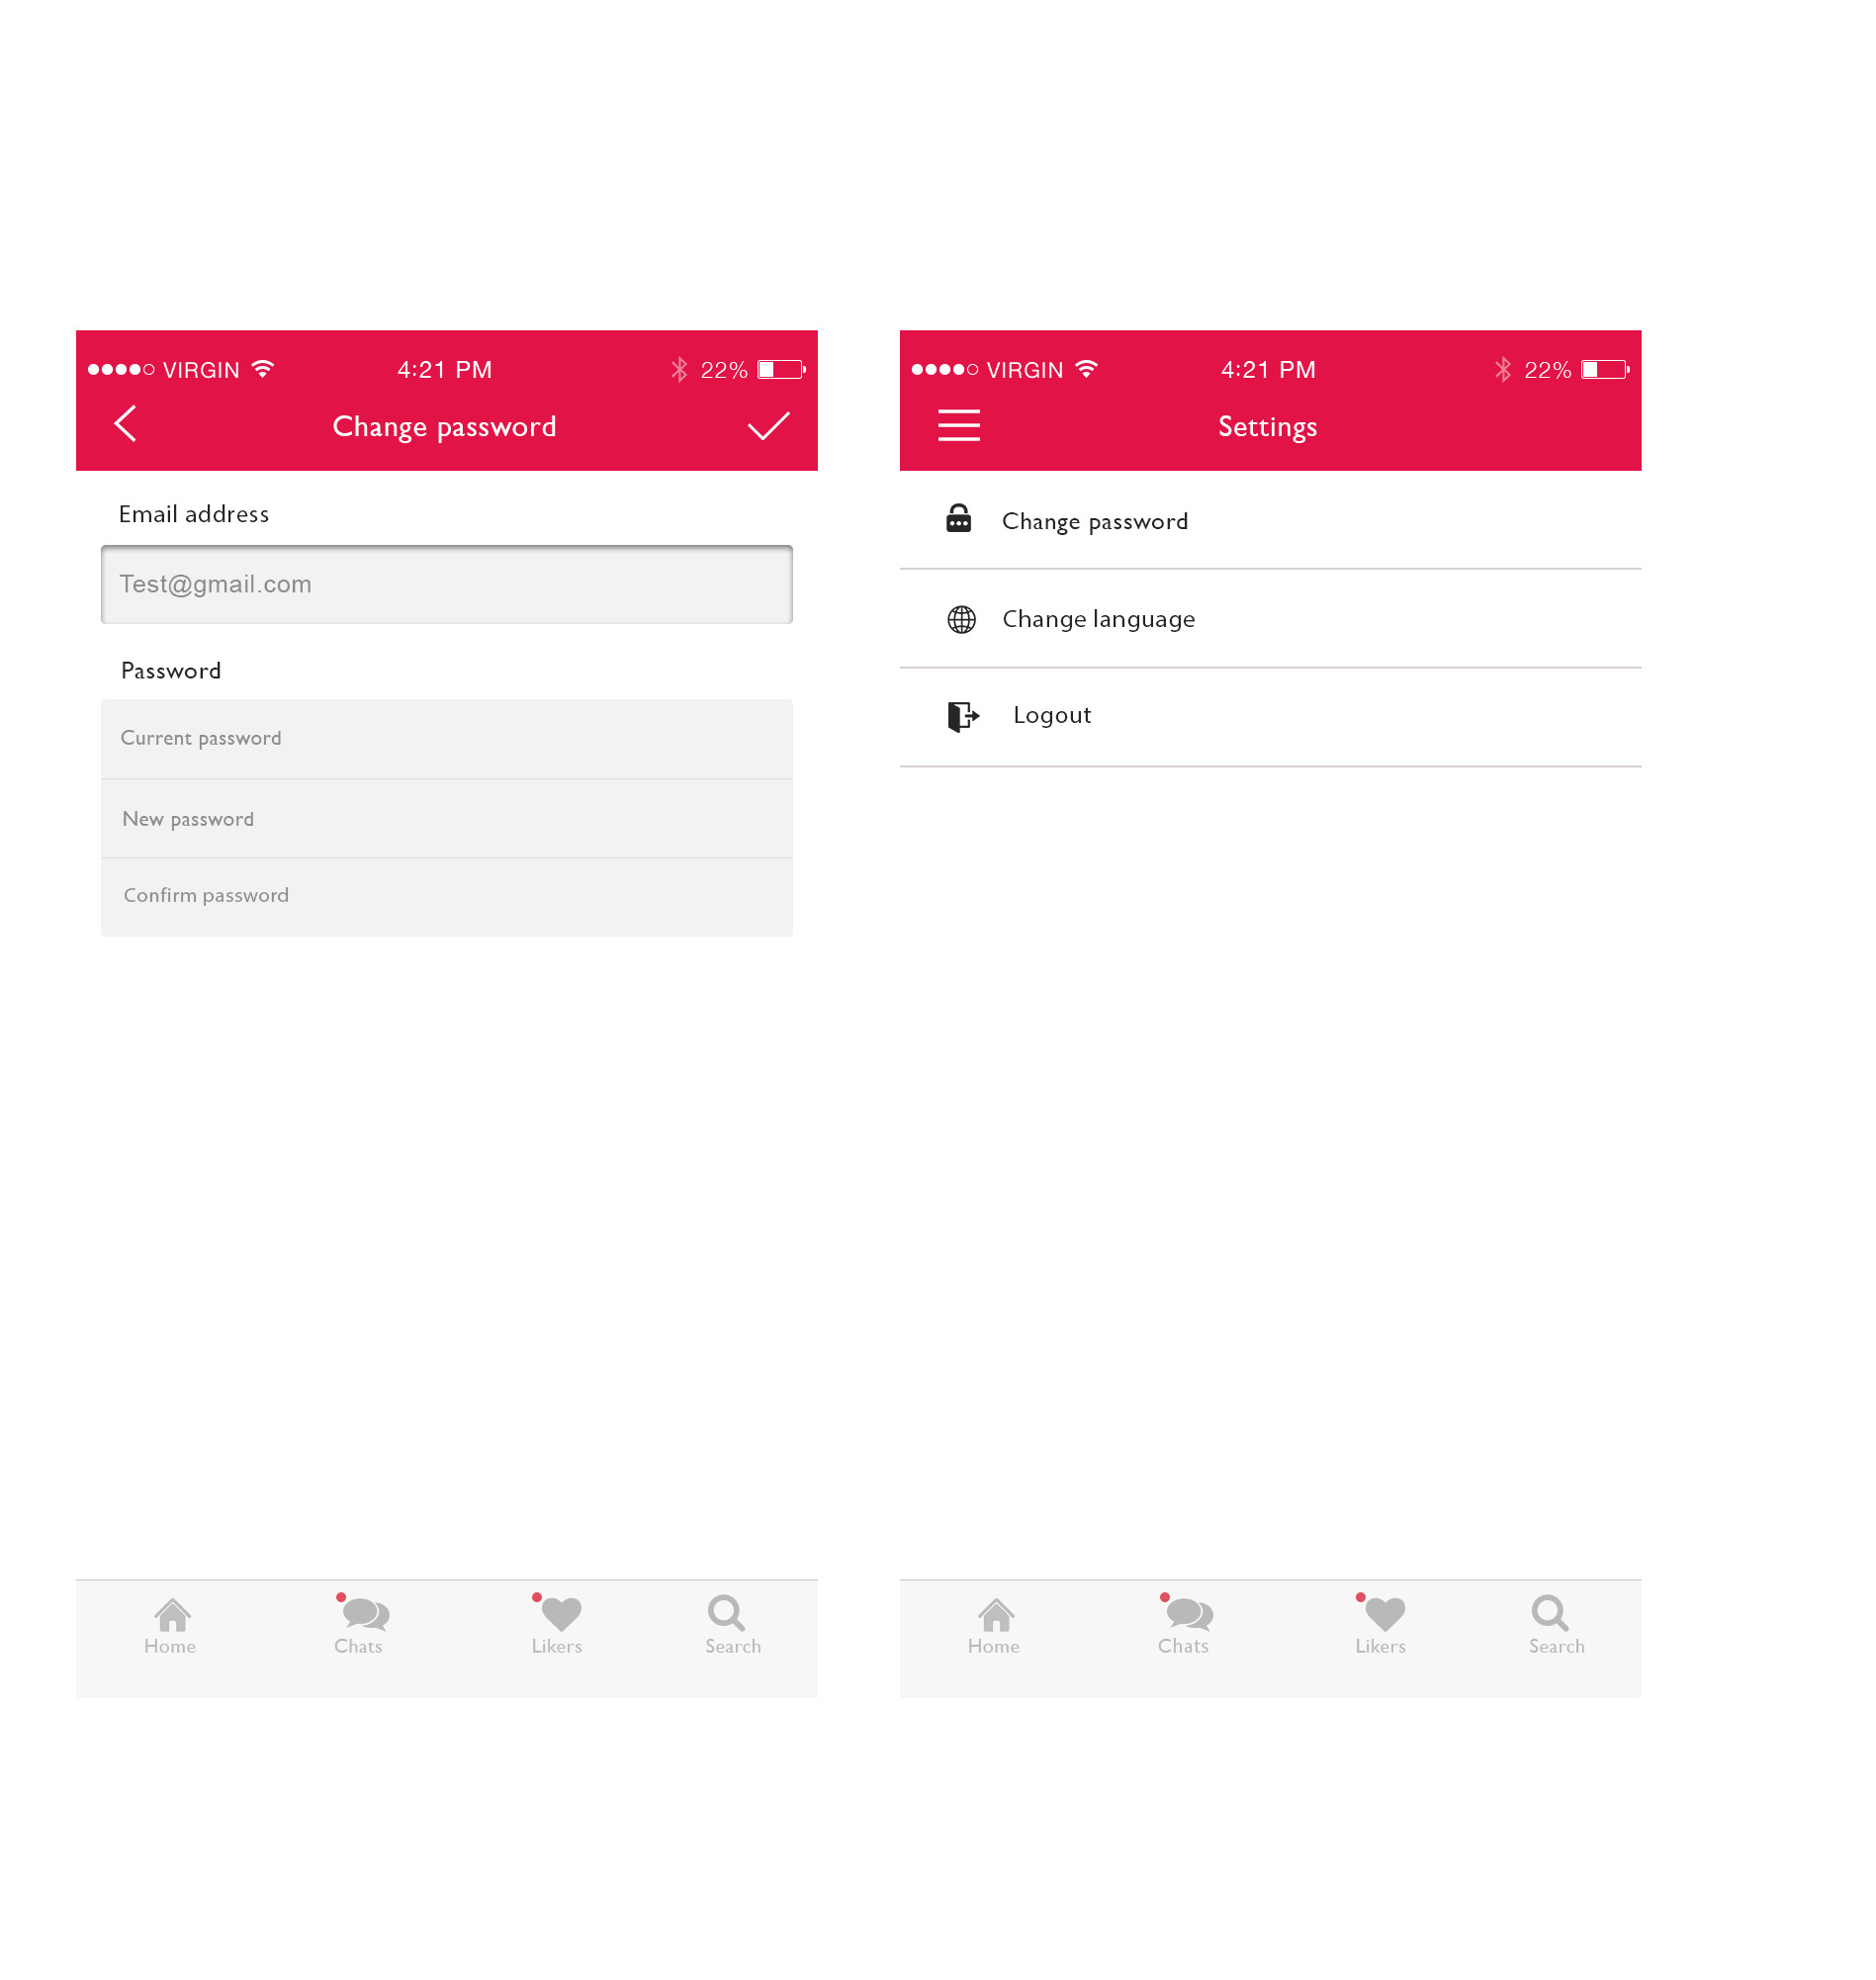 VIRGIN 4:21 PM 22%
Change password
Email address
Test@gmail.com
Password
Current password
New password
Confirm password
Home Chats Likers Search
VIRGIN 4:21 PM 22%
Settings
Change password
Change language
Logout
Home Chats Likers Search